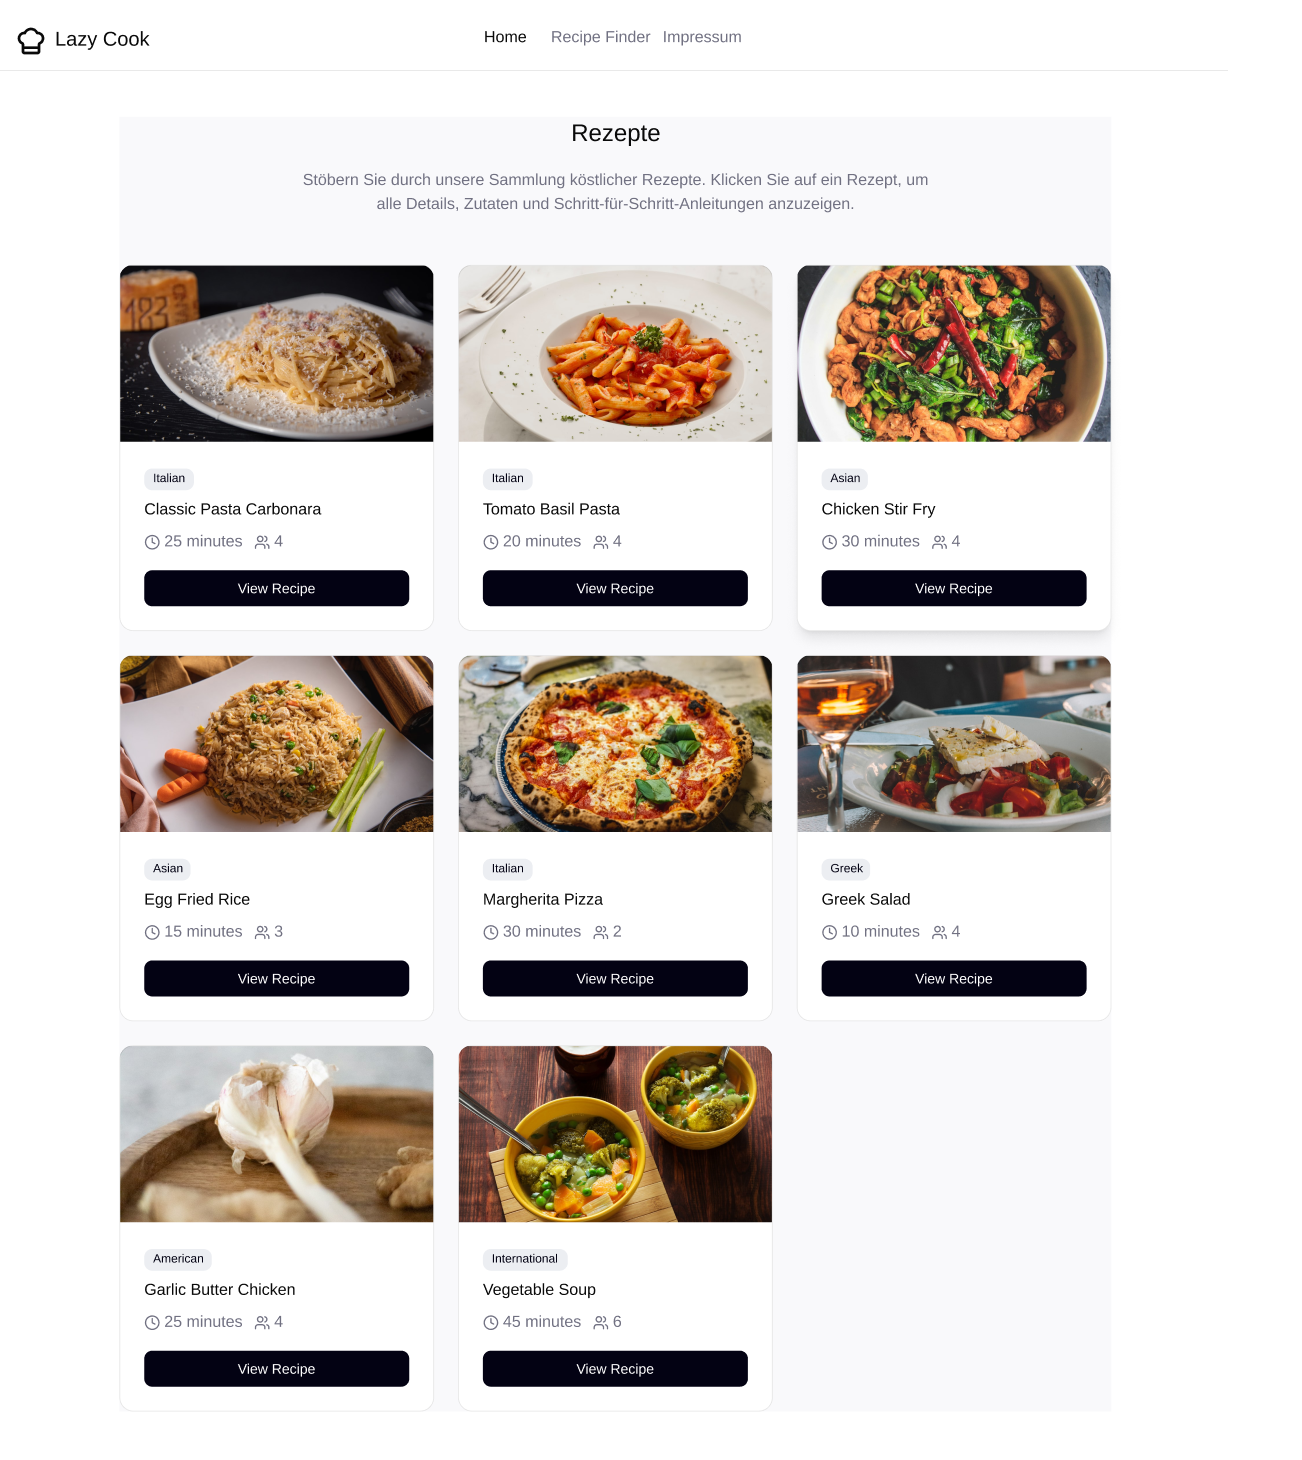 Lazy Cook
Home Recipe Finder Impressum
Rezepte
Stöbern Sie durch unsere Sammlung köstlicher Rezepte. Klicken Sie auf ein Rezept, um
alle Details, Zutaten und Schritt-für-Schritt-Anleitungen anzuzeigen.
183
Italian
Classic Pasta Carbonara
25 minutes 4
View Recipe
Italian
Tomato Basil Pasta
20 minutes 4
View Recipe
Asian
Chicken Stir Fry
30 minutes 4
View Recipe
Asian
Egg Fried Rice
15 minutes 3
View Recipe
Italian
Margherita Pizza
30 minutes 2
View Recipe
Greek
Greek Salad
10 minutes 4
View Recipe
American
Garlic Butter Chicken
25 minutes 4
View Recipe
International
Vegetable Soup
45 minutes 6
View Recipe